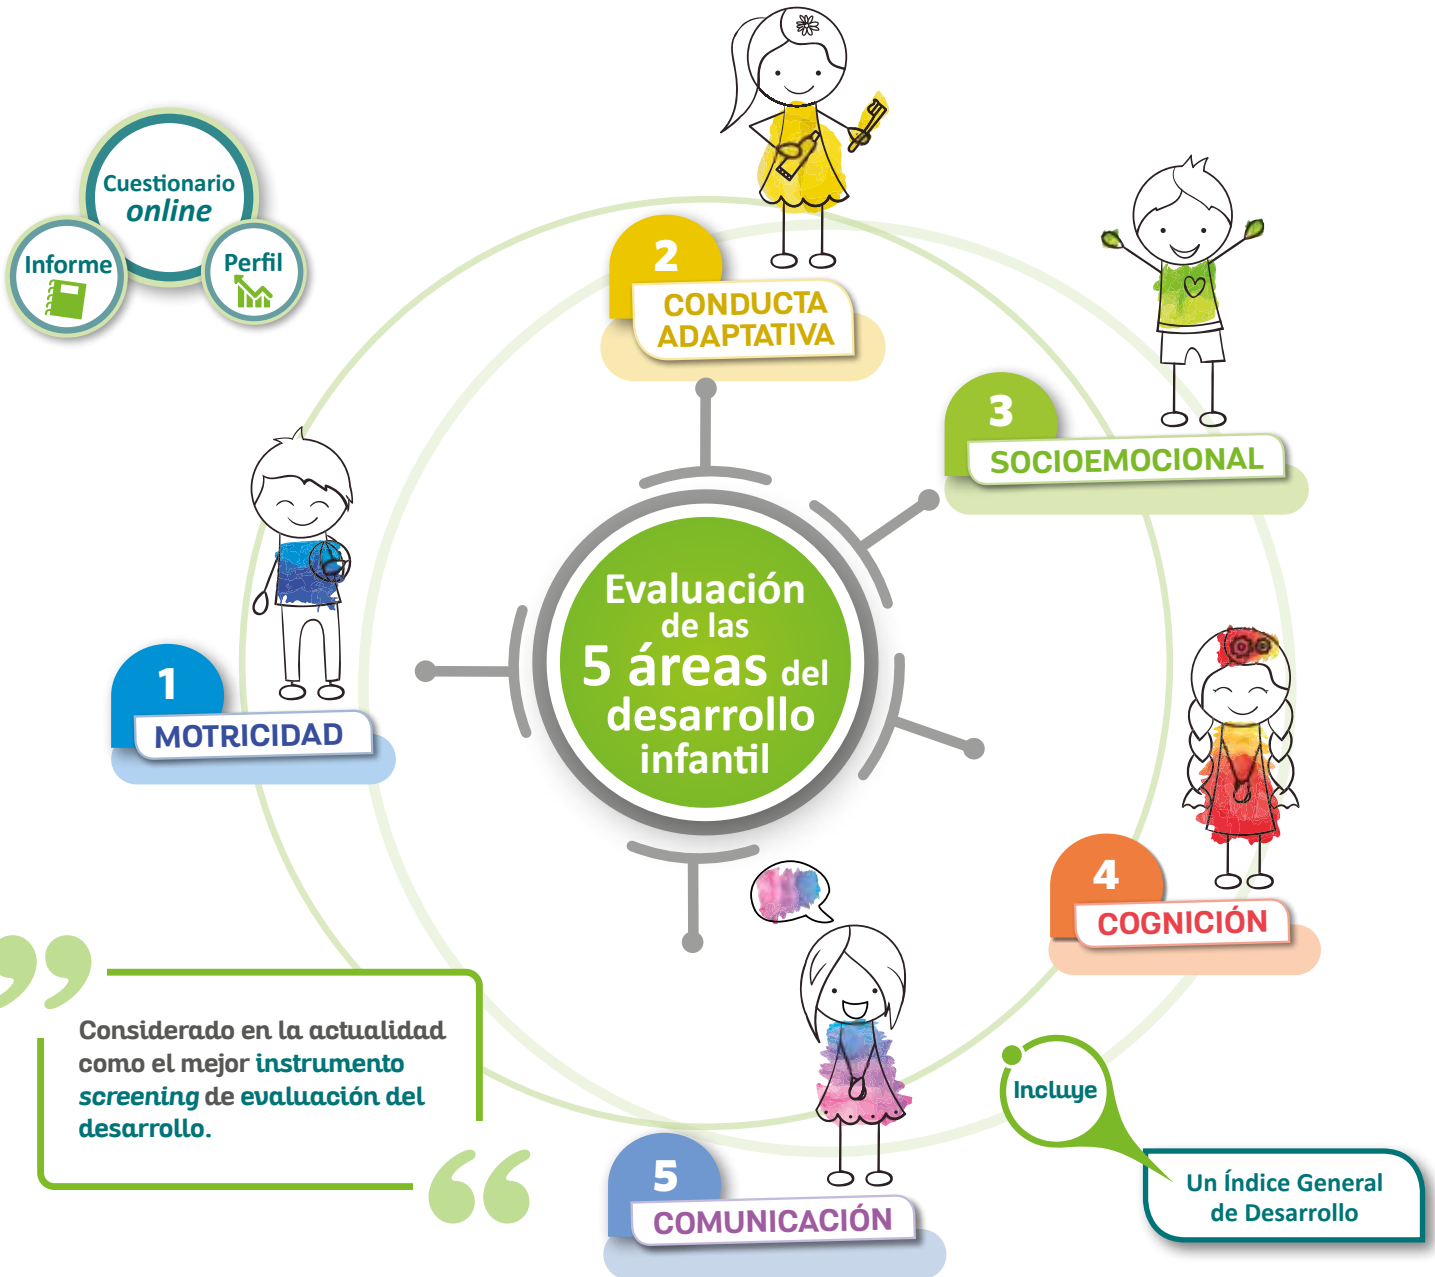 Cuestionario
online
Informe
Perfil
2
CONDUCTA
ADAPTATIVA
3
SOCIOEMOCIONAL
1
MOTRICIDAD
Evaluación
de las
5 áreas del
desarrollo
infantil
4
COGNICIÓN
Considerado en la actualidad
como el mejor instrumento
screening de evaluación del
desarrollo.
Incluye
Un Índice General
de Desarrollo
5
COMUNICACIÓN